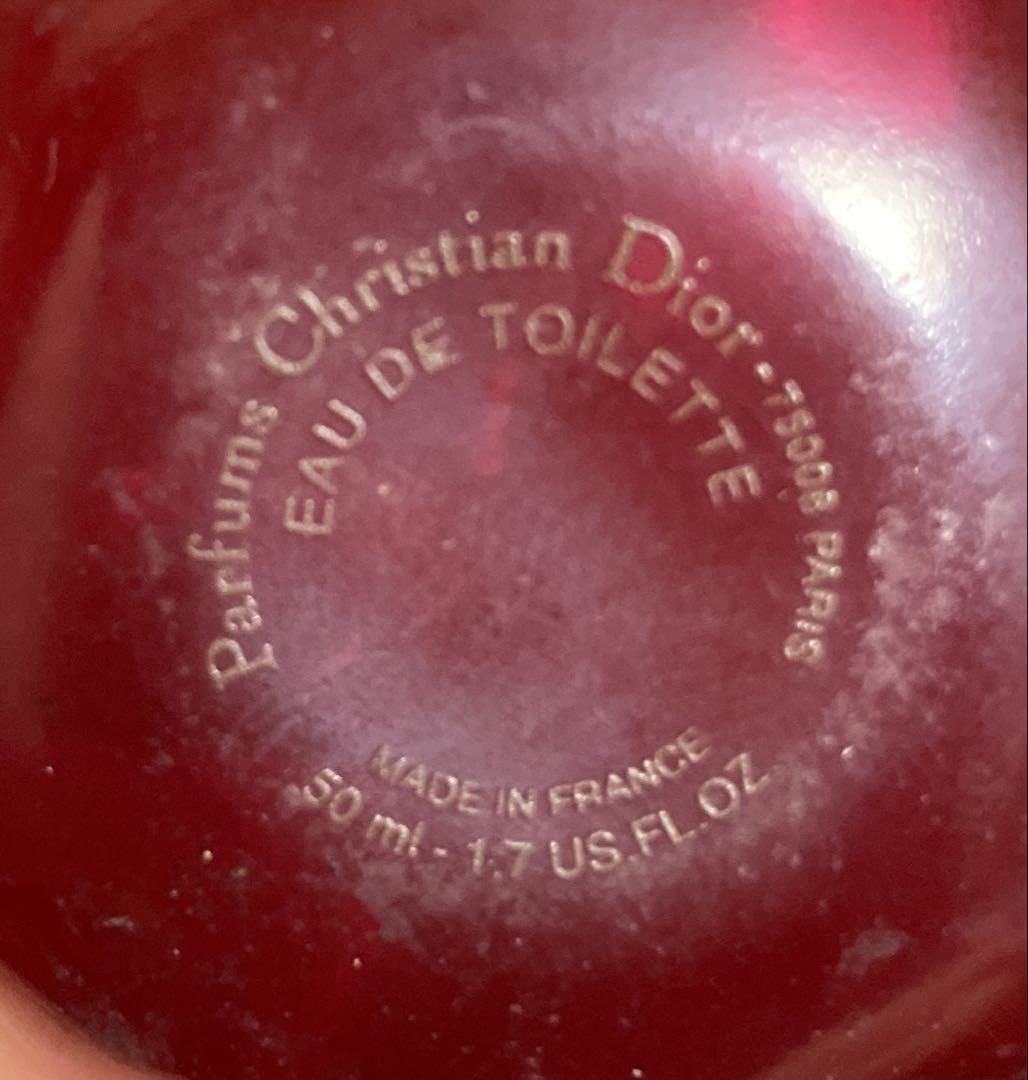 Parfums Christian Dior - 75008 PARIS
EAU DE TOILETTE
MADE IN FRANCE
50 ml - 1.7 US.FL.OZ